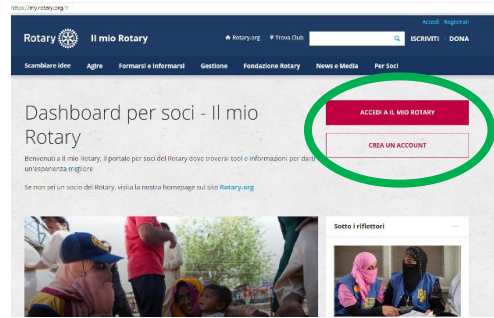 https://my.rotary.org/it
Accedi Registrati
Rotary Il mio Rotary
Rotary.org Trova Club ISCRIVITI DONA
Scambiare idee Agire Formarsi e Informarsi Gestione Fondazione Rotary News e Media Per Soci
Dashboard per soci - Il mio
Rotary
ACCEDI A IL MIO ROTARY
CREA UN ACCOUNT
Benvenuti a Il mio Rotary, il portale per soci del Rotary dove troverai tool e informazioni per darti
un'esperienza migliore
Se non sei un socio del Rotary, visita la nostra homepage sul sito Rotary.org
Sotto i riflettori